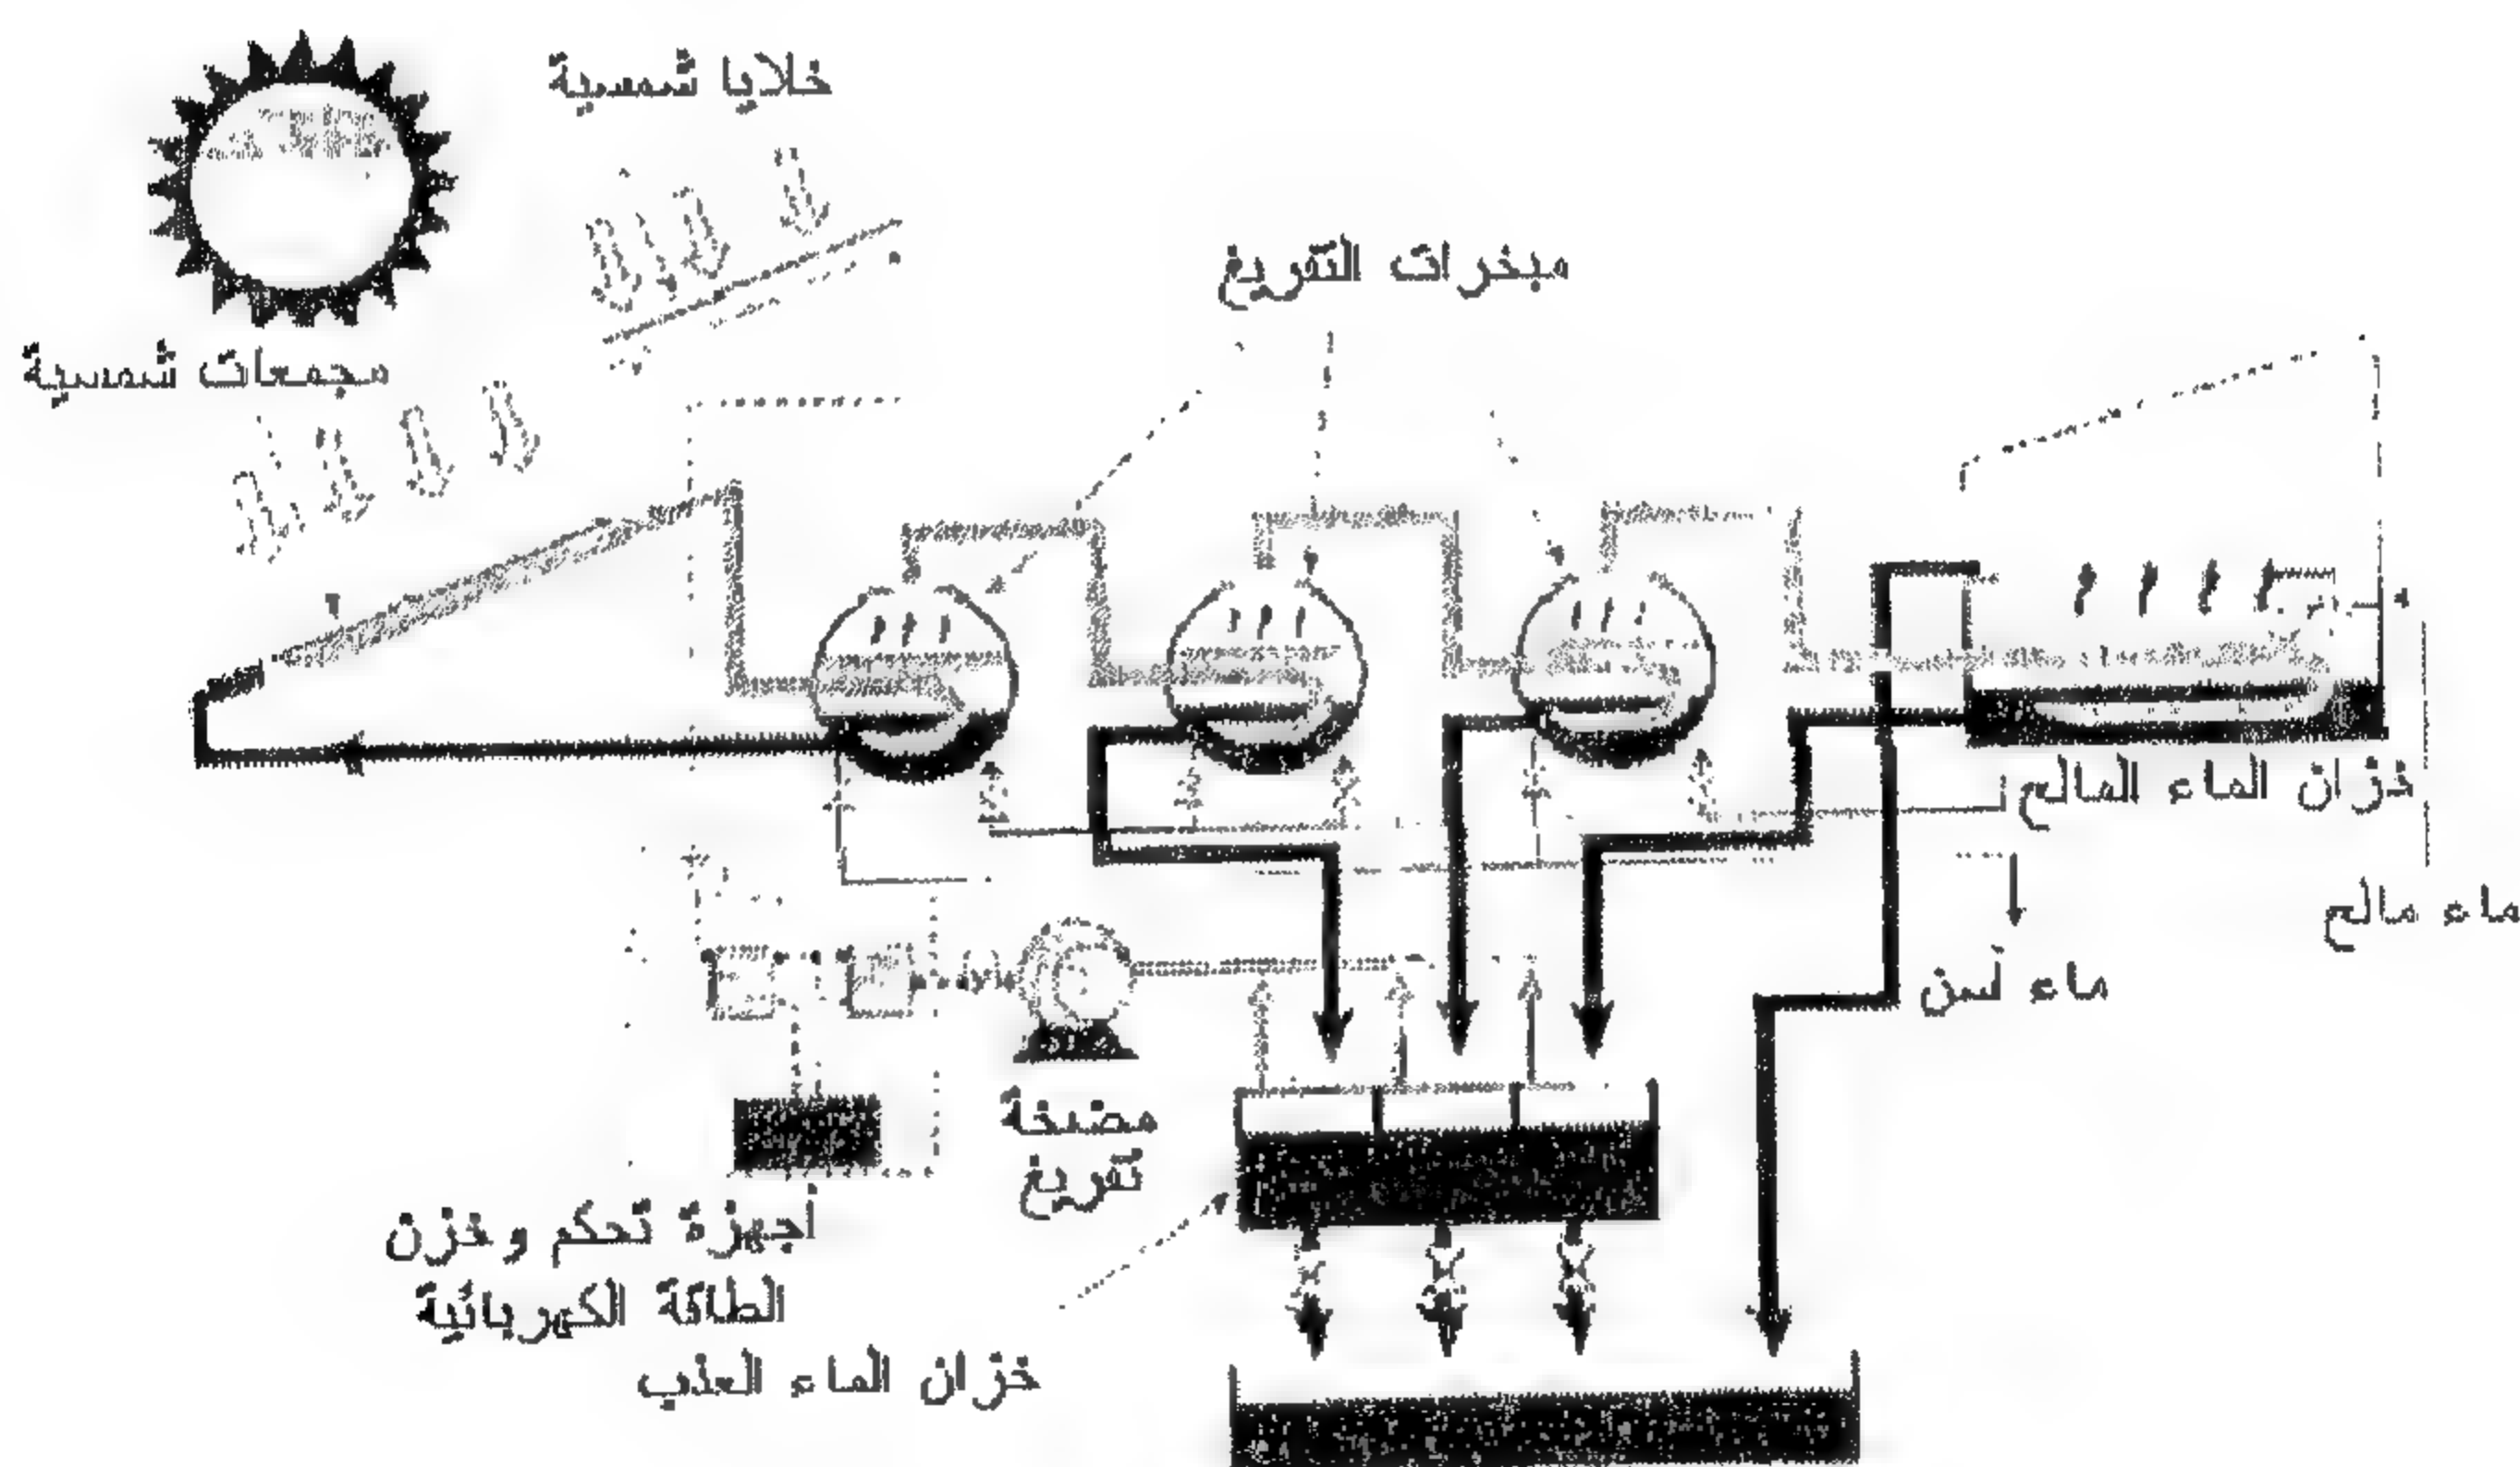 خلايا شمسية
مبخرات التفريغ
مجمعات شمسية
خزان الماء المالح
ماء مالح
ماء آسن
مضخة
تفريغ
أجهزة تحكم وخزن
الطاقة الكهربائية
خزان الماء العذب